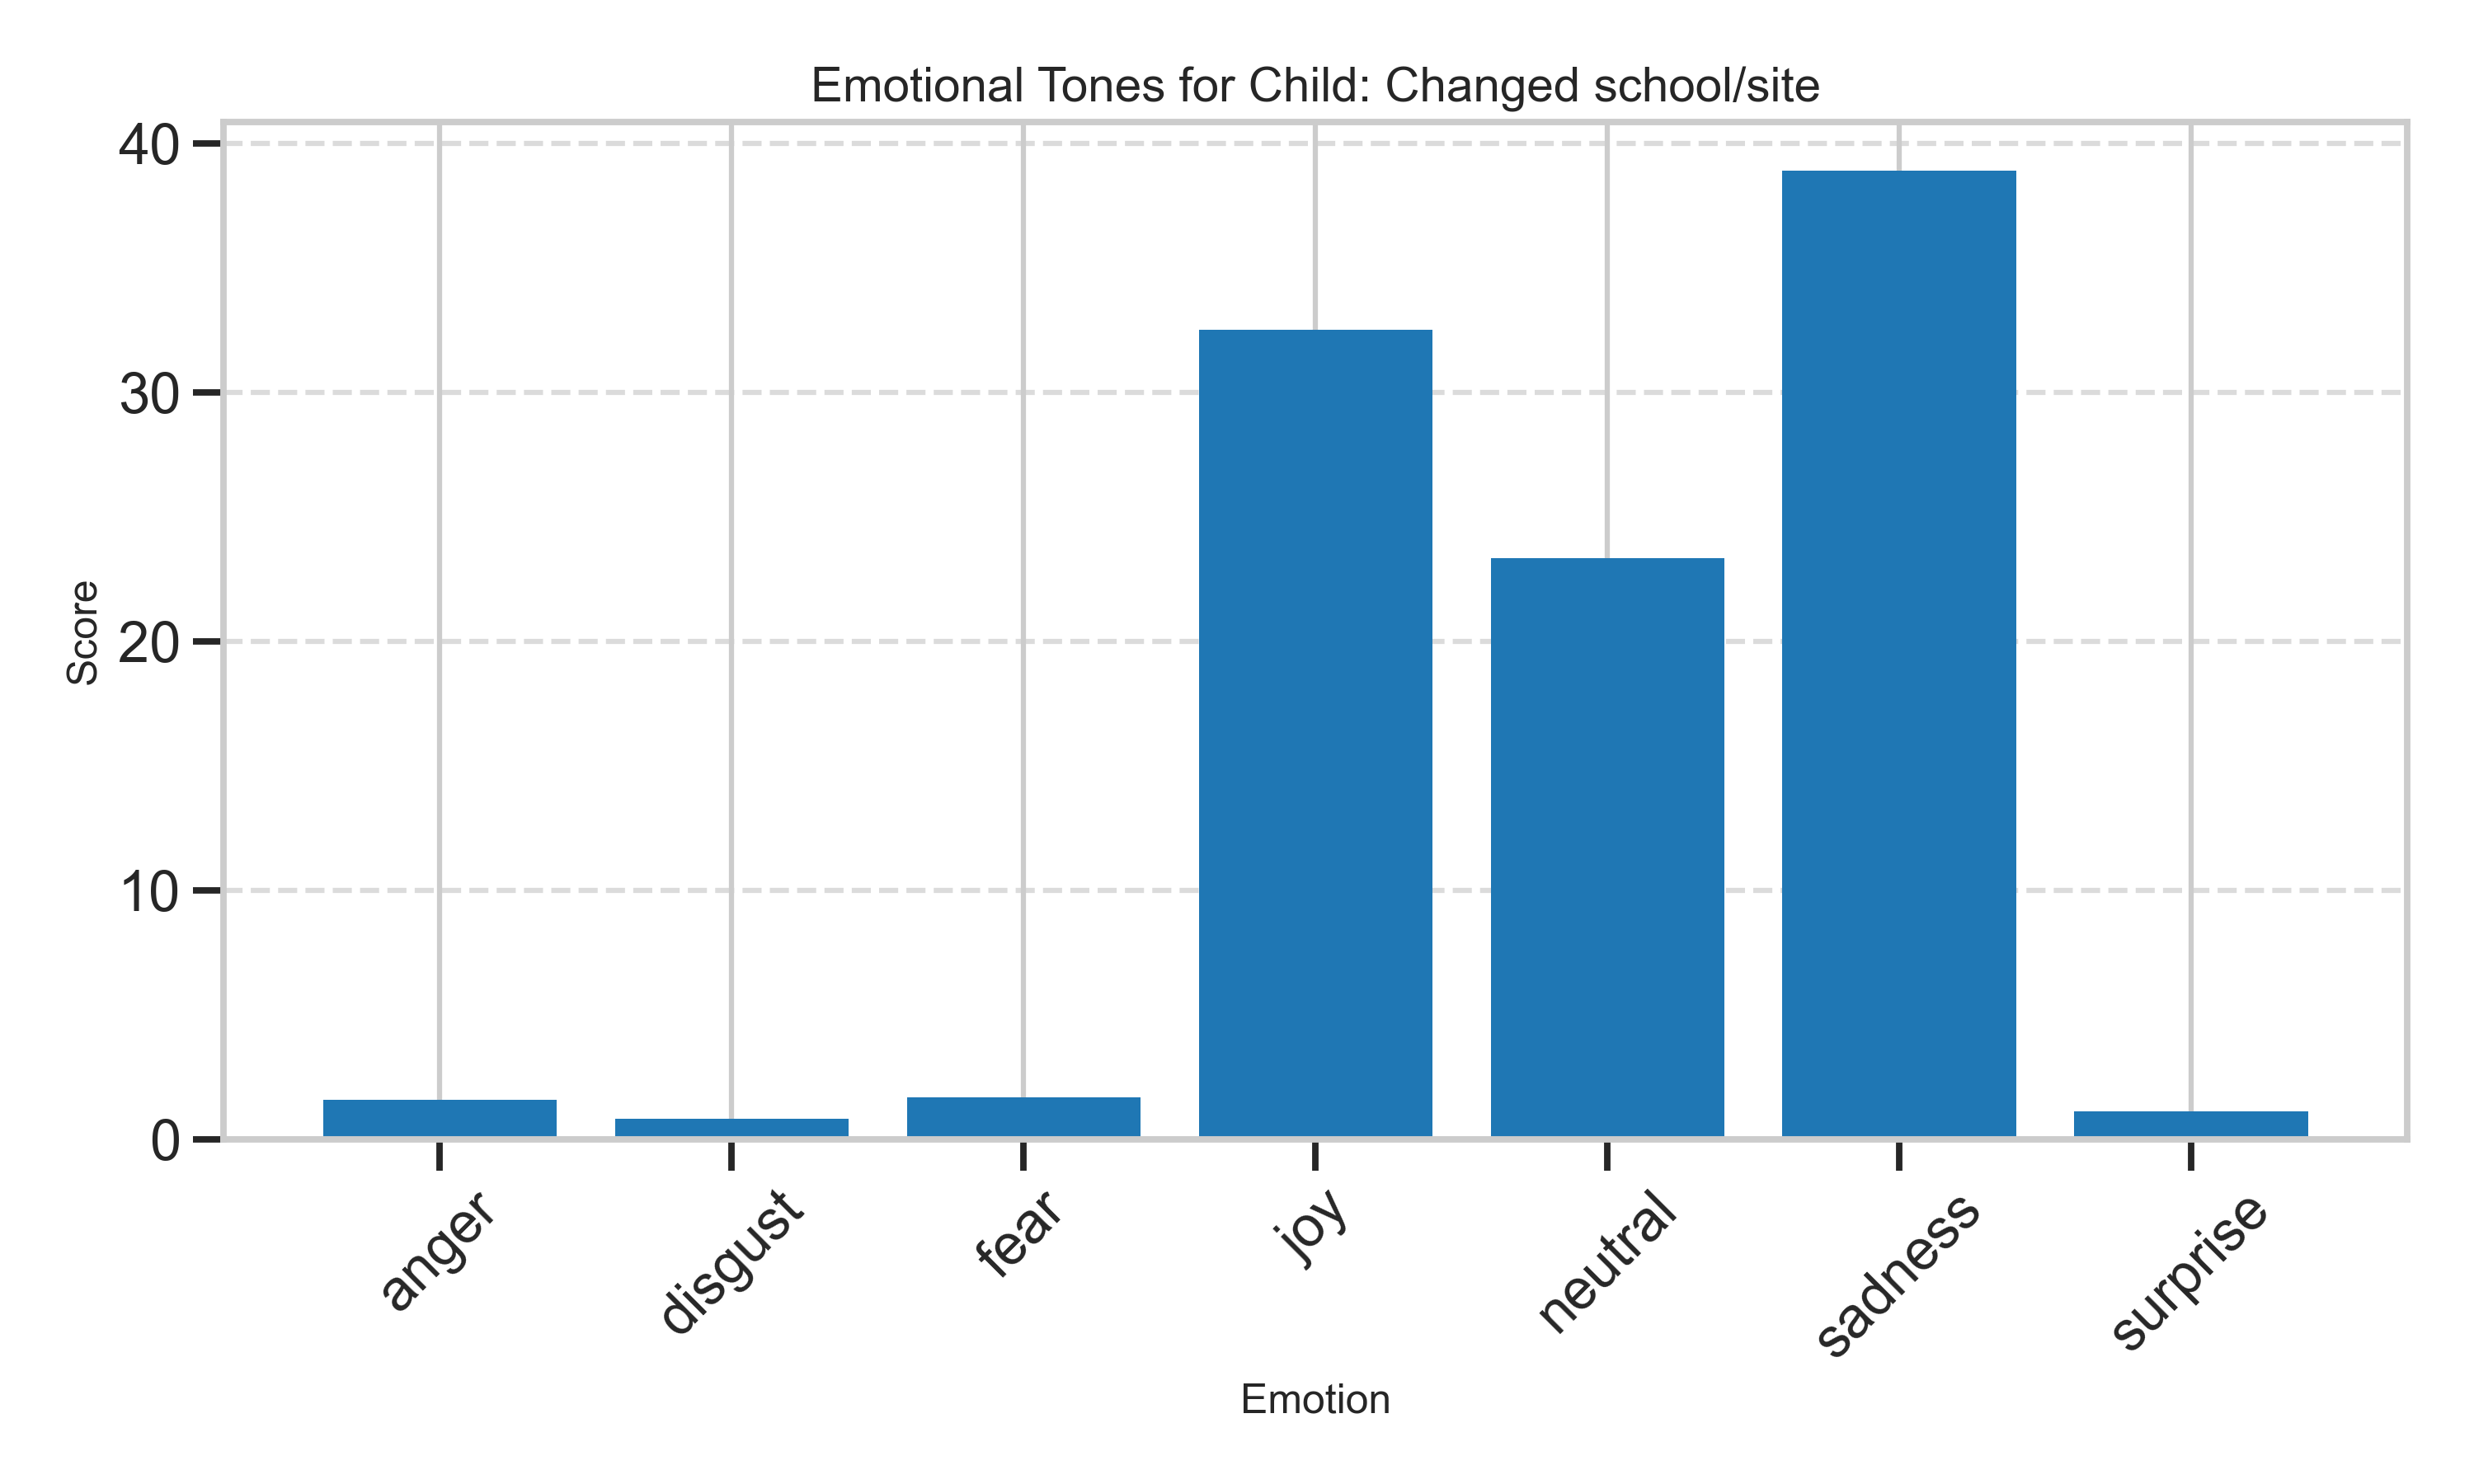 Emotional Tones for Child: Changed school/site
40
30
20
10
0
Score
anger
disgust
fear
joy
neutral
sadness
surprise
Emotion